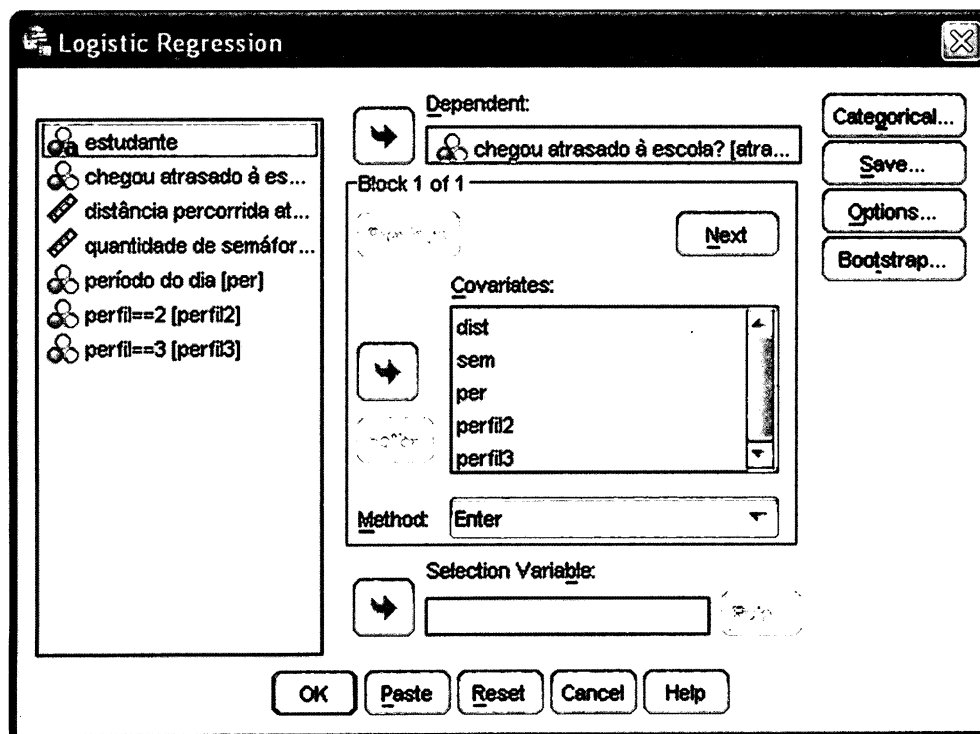 Logistic Regression
estudante
chegou atrasado à es...
distância percorrida at...
quantidade de semáfor...
período do dia [per]
perfil==2 [perfil2]
perfil==3 [perfil3]
Dependent:
chegou atrasado à escola? [atra...
Block 1 of 1
Next
Covariates:
dist
sem
per
perfil2
perfil3
Method:
Enter
Selection Variable:
Categorical...
Save...
Options...
Bootstrap...
OK
Paste
Reset
Cancel
Help